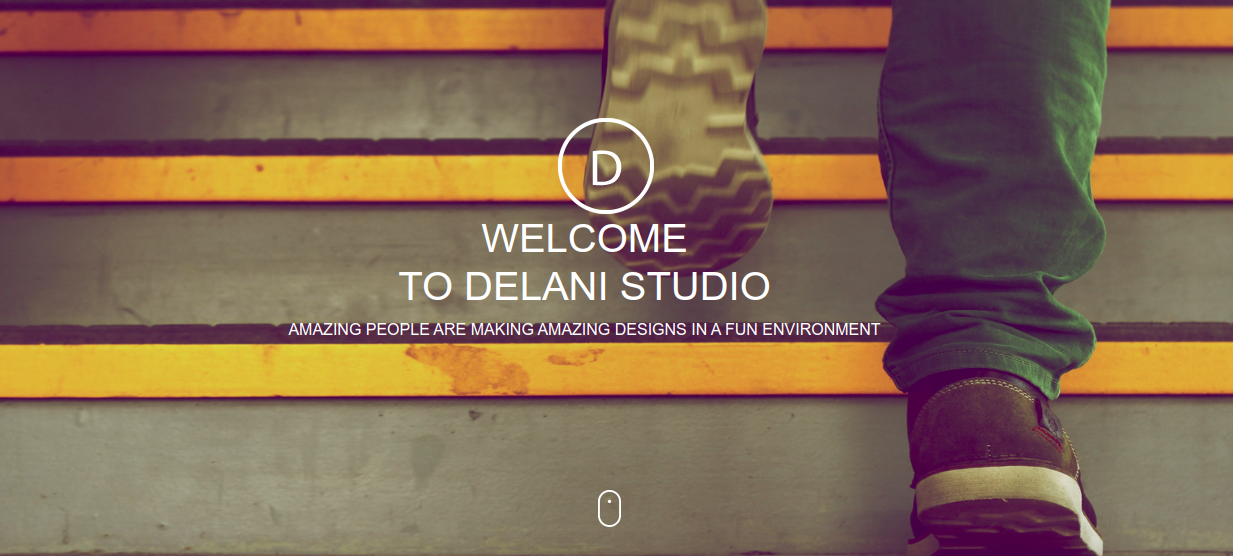 D
WELCOME
TO DELANI STUDIO
AMAZING PEOPLE ARE MAKING AMAZING DESIGNS IN A FUN ENVIRONMENT